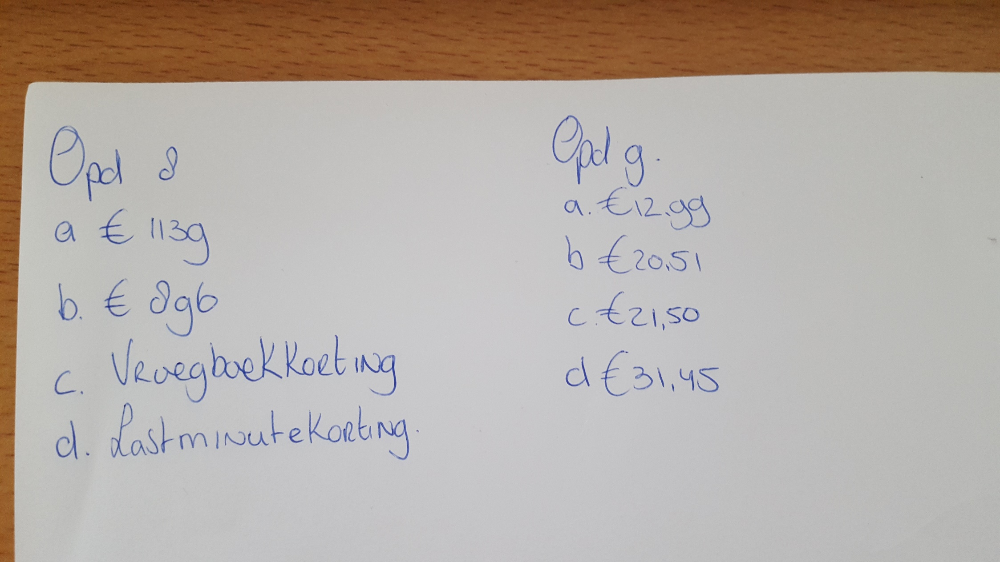 Opd 8
a € 1139
b. € 896
c. Vroegboekkorting
d. Lastminutekorting.
Opd 9.
a. €12,99
b €20,51
c. €21,50
d €31,45